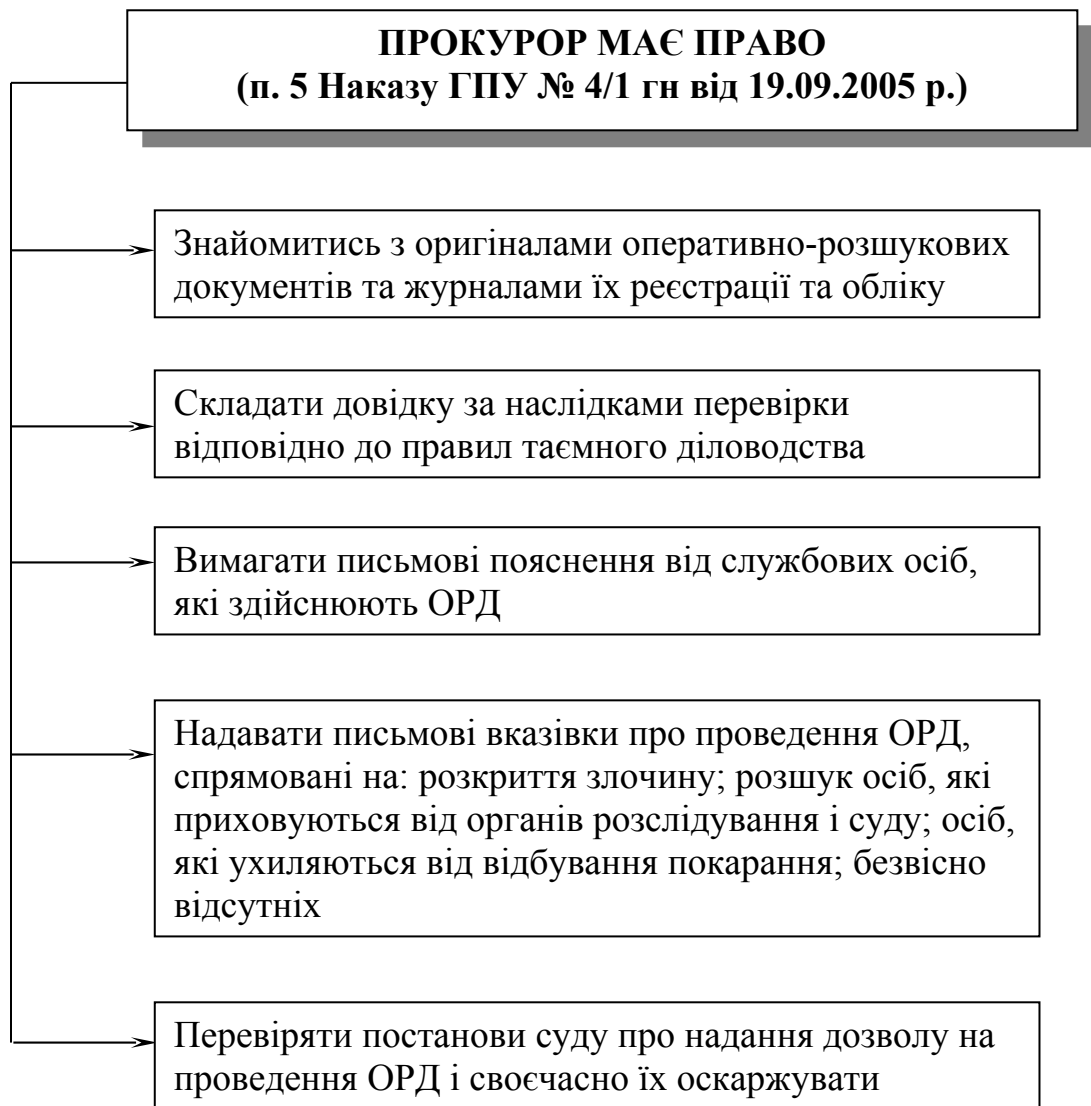 ПРОКУРОР МАЄ ПРАВО
(п. 5 Наказу ГПУ № 4/1 гн від 19.09.2005 р.)
Знайомитись з оригіналами оперативно-розшукових
документів та журналами їх реєстрації та обліку
Складати довідку за наслідками перевірки
відповідно до правил таємного діловодства
Вимагати письмові пояснення від службових осіб,
які здійснюють ОРД
Надавати письмові вказівки про проведення ОРД,
спрямовані на: розкриття злочину; розшук осіб, які
приховуються від органів розслідування і суду; осіб,
які ухиляються від відбування покарання; безвісно
відсутніх
Перевіряти постанови суду про надання дозволу на
проведення ОРД і своєчасно їх оскаржувати